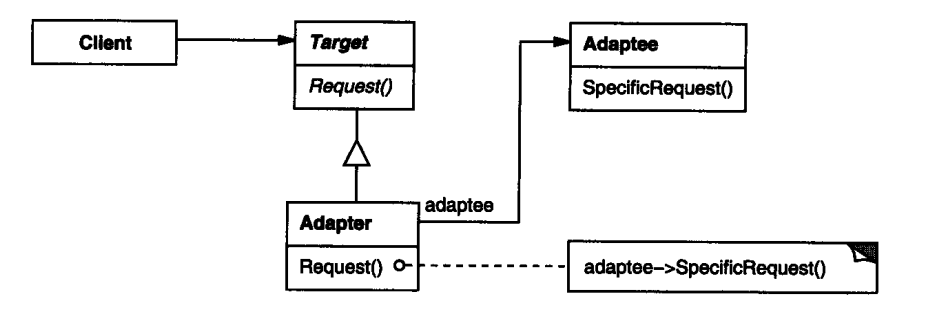 Client
Target
Request()
Adaptee
SpecificRequest()
adaptee
Adapter
Request()
adaptee->SpecificRequest()